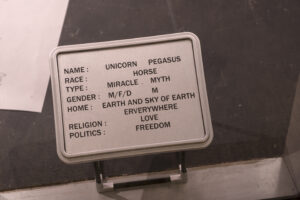 NAME : UNICORN PEGASUS
RACE : HORSE
TYPE : MIRACLE MYTH
GENDER : M/F/D M
HOME : EARTH AND SKY OF EARTH
ERVERYWHERE
RELIGION : LOVE
POLITICS : FREEDOM